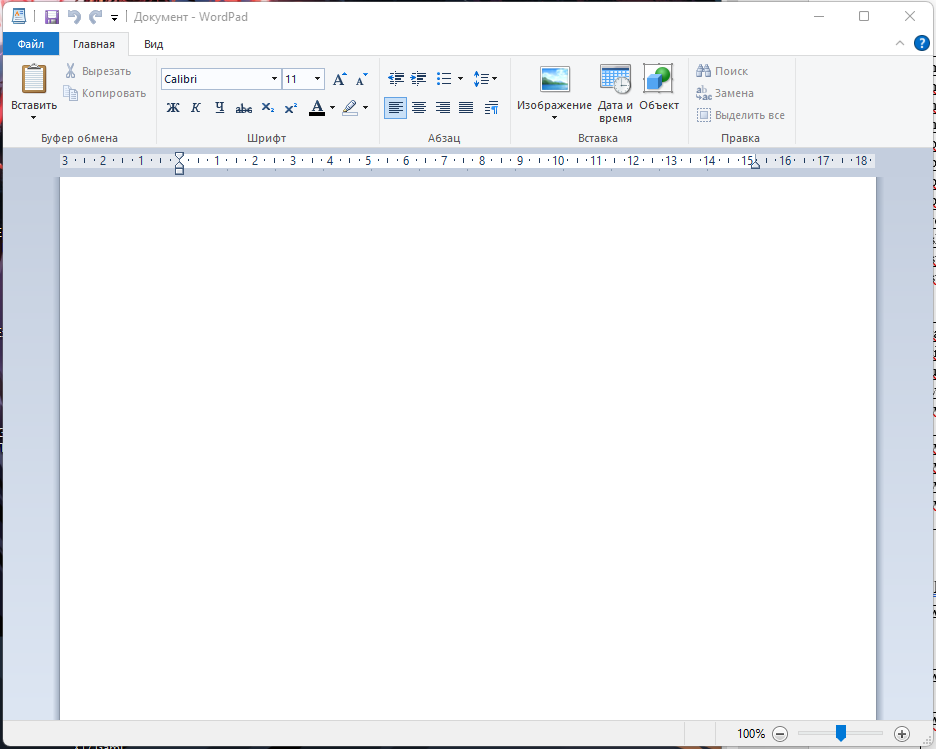 Документ - WordPad
Файл Главная Вид
Вставить
Вырезать
Копировать
Буфер обмена
Calibri 11
Ж К Ч abc X₂ X² A
Шрифт
Абзац
Изображение
Дата и время
Объект
Вставка
Поиск
Замена
Выделить все
Правка
3 2 1 1 2 3 4 5 6 7 8 9 10 11 12 13 14 15 16 17 18
100%